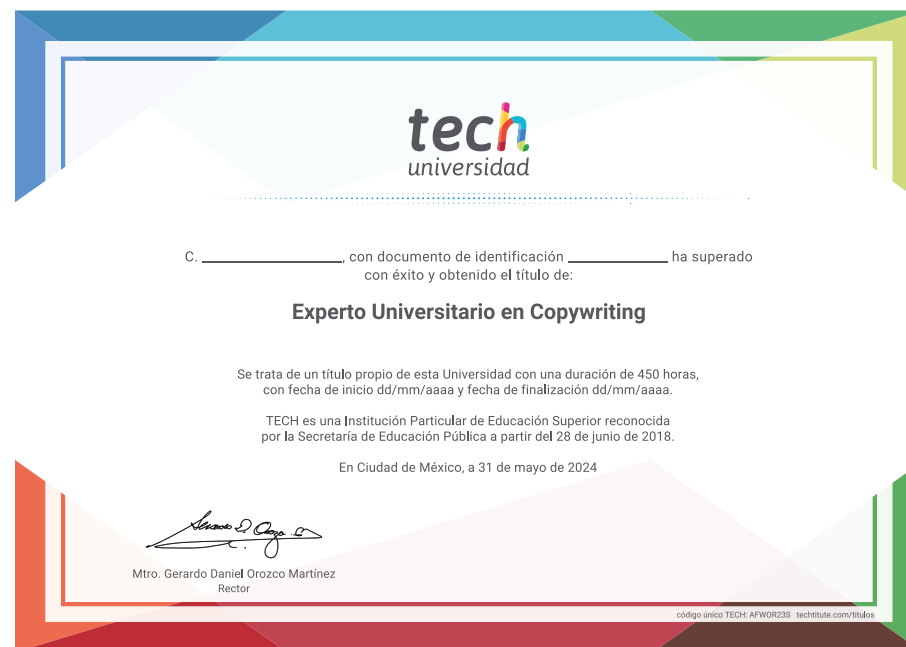 tech
universidad
C. ____________, con documento de identificación ____________ ha superado
con éxito y obtenido el título de:
Experto Universitario en Copywriting
Se trata de un título propio de esta Universidad con una duración de 450 horas,
con fecha de inicio dd/mm/aaaa y fecha de finalización dd/mm/aaaa.
TECH es una Institución Particular de Educación Superior reconocida
por la Secretaría de Educación Pública a partir del 28 de junio de 2018.
En Ciudad de México, a 31 de mayo de 2024
Mtro. Gerardo Daniel Orozco Martínez
Rector
código único TECH: AFWOR23S techtitute.com/titulos